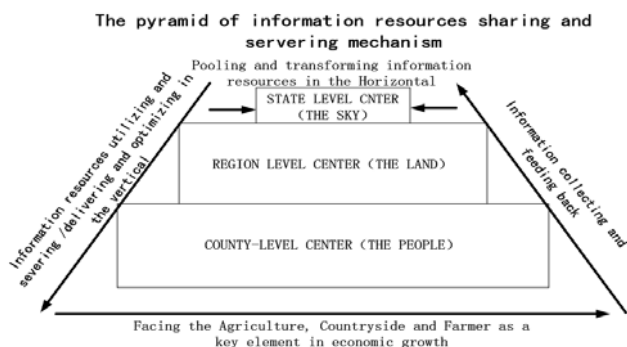 The pyramid of information resources sharing and
servering mechanism
Pooling and transforming information
resources in the Horizontal
STATE LEVEL CNTER
(THE SKY)
REGION LEVEL CENTER (THE LAND)
COUNTY-LEVEL CENTER (THE PEOPLE)
Information resources utilizing and
severing /delivering and optimizing in
the vertical
Information collecting and
feeding back
Facing the Agriculture, Countryside and Farmer as a
key element in economic growth